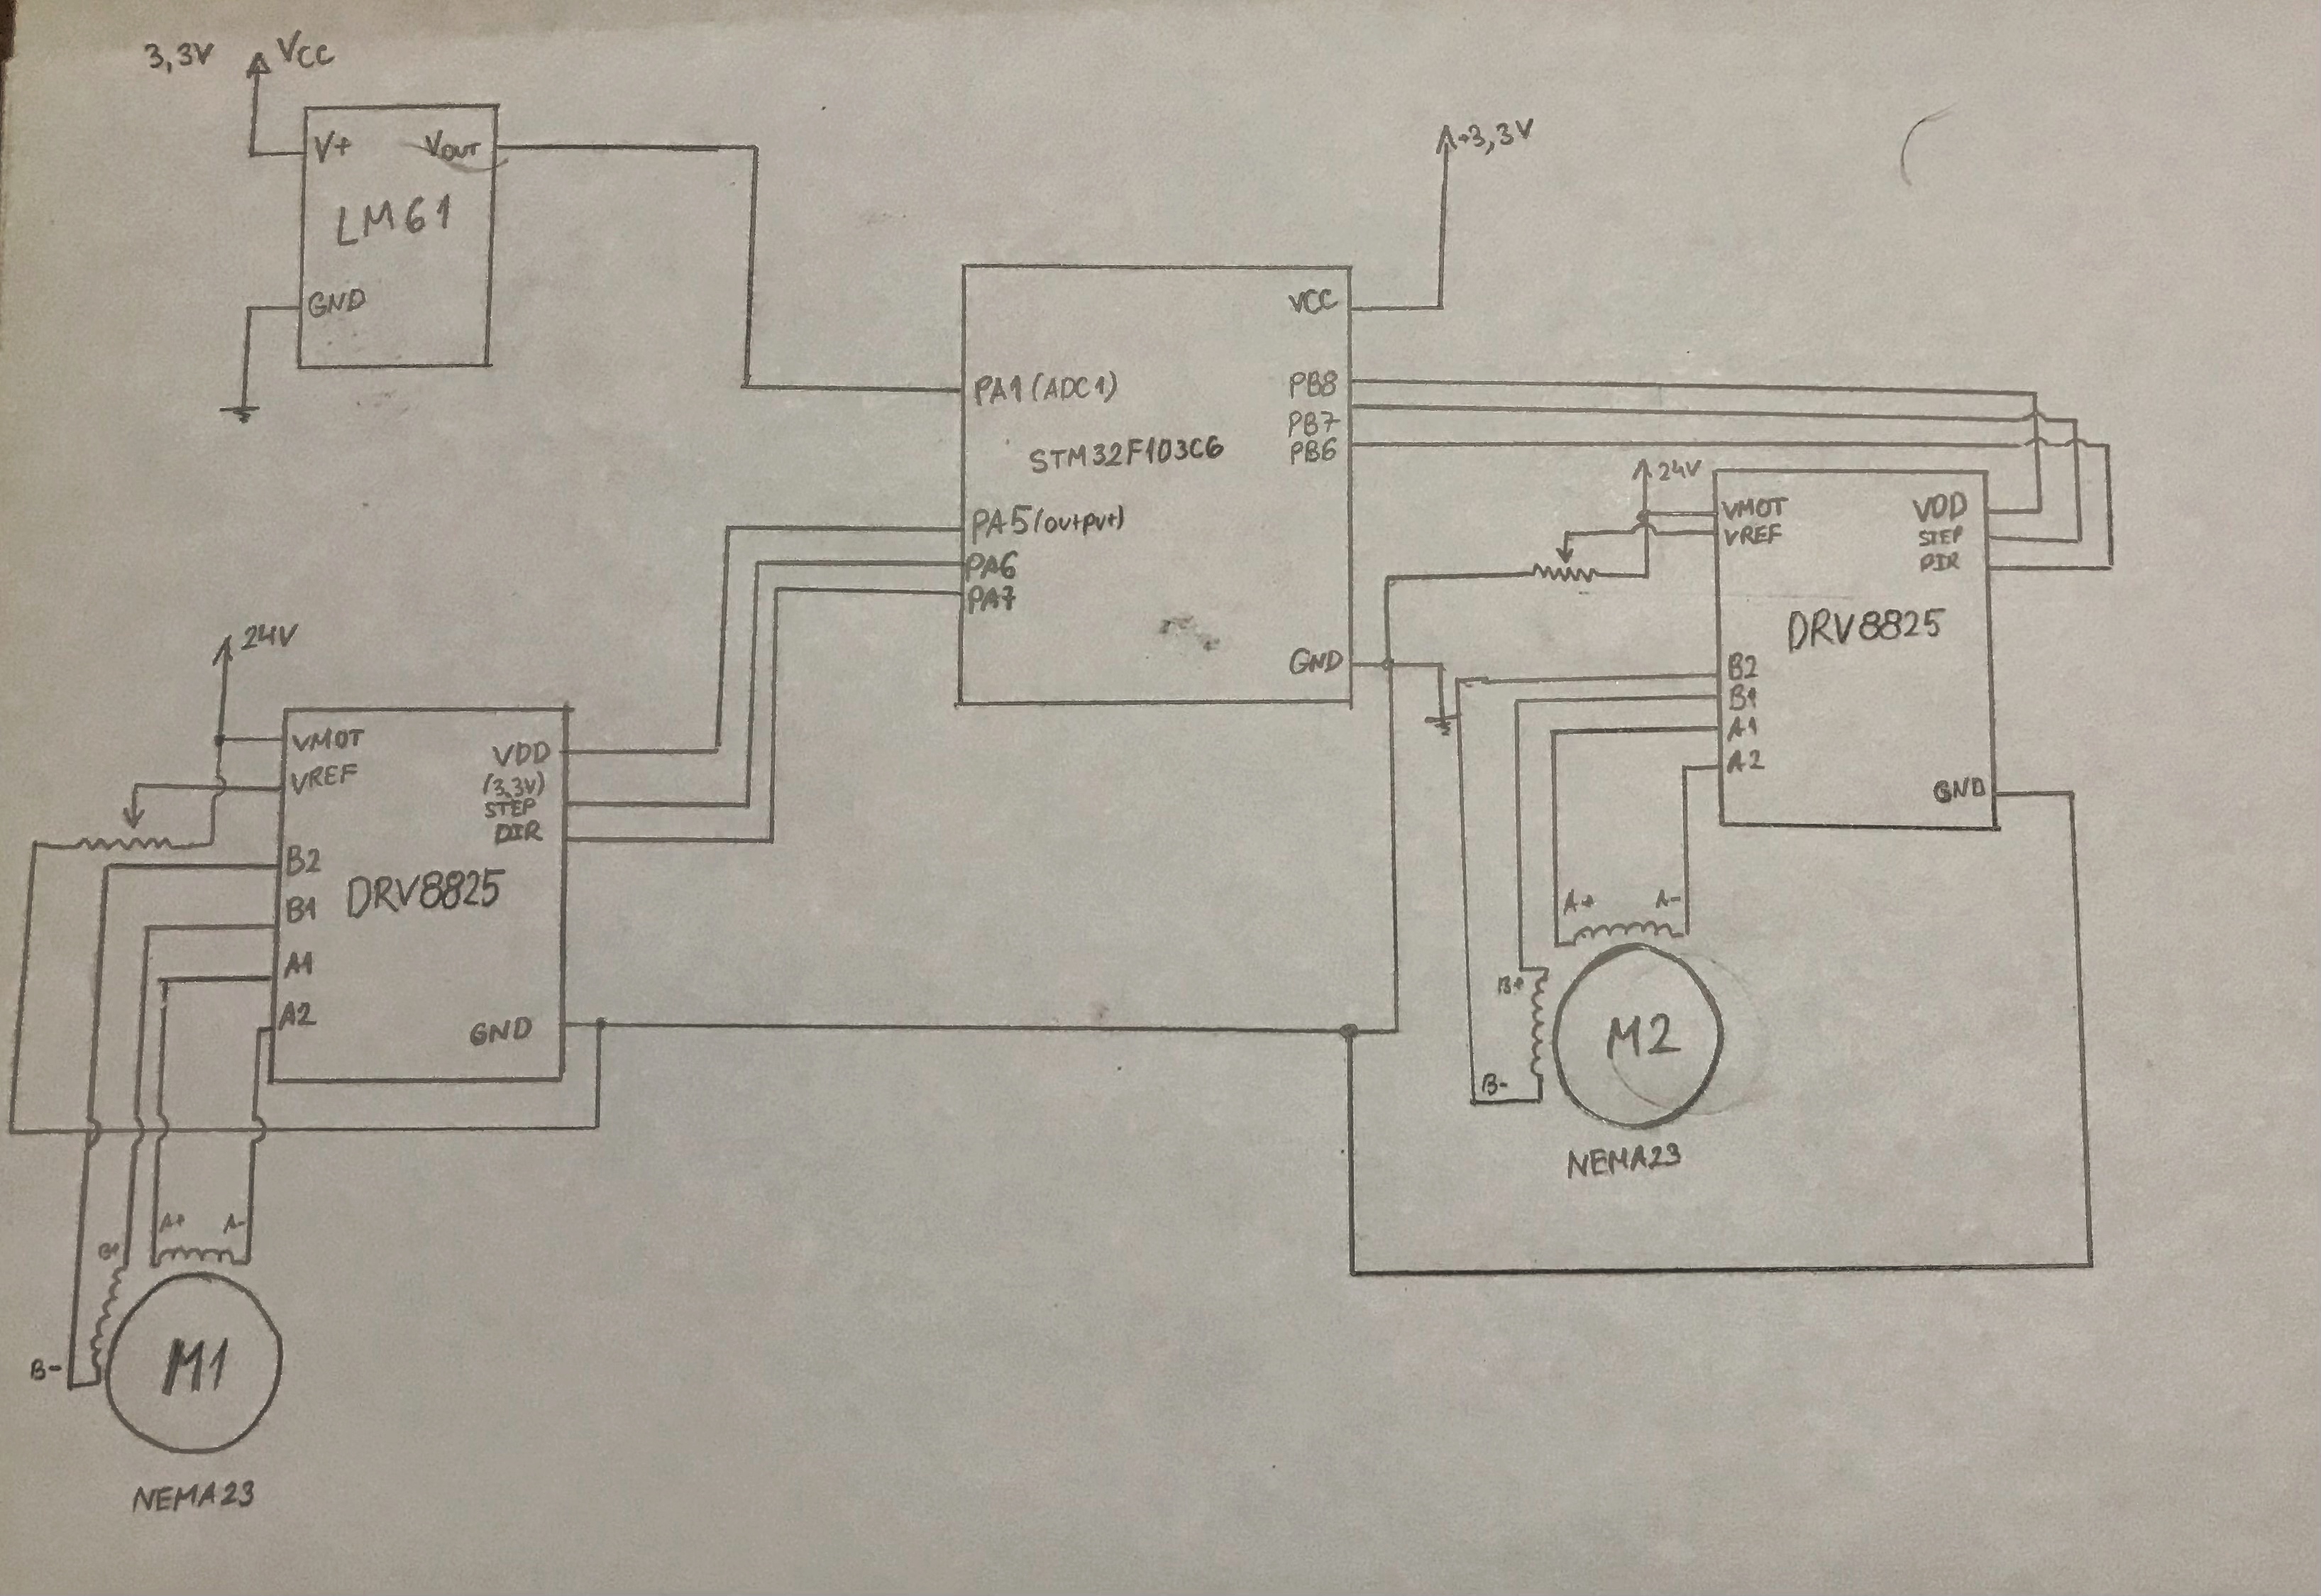 3,3V VCC
V+ VOUT
LM61
GND
+3,3V
VCC
PA1 (ADC1)
PB8
PB7
PB6
STM32F103C6
PA5 (output)
PA6
PA7
GND
24V
VMOT
VREF
VDD
STEP
DIR
DRV8825
B2
B1
A1
A2
GND
A+ A-
B+
B-
M2
NEMA23
24V
VMOT
VREF
VDD
(3.3V)
STEP
DIR
B2
B1
A1
A2
DRV8825
GND
A+ A-
B+
B-
M1
NEMA23